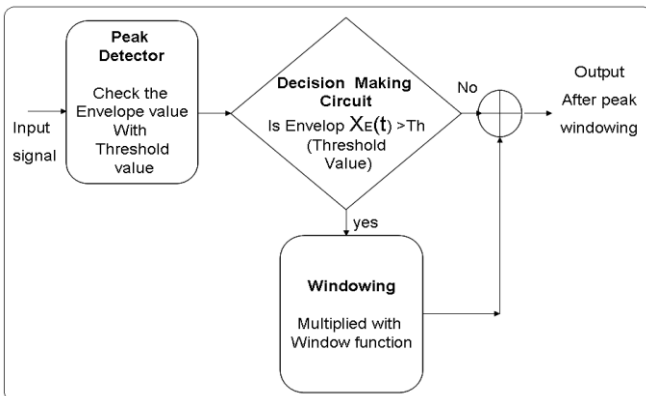 Peak
Detector
Check the
Envelope value
With
Threshold
value
Input
signal
Decision Making
Circuit
Is Envelop XE(t) >Th
(Threshold
Value)
No
Output
After peak
windowing
yes
Windowing
Multiplied with
Window function